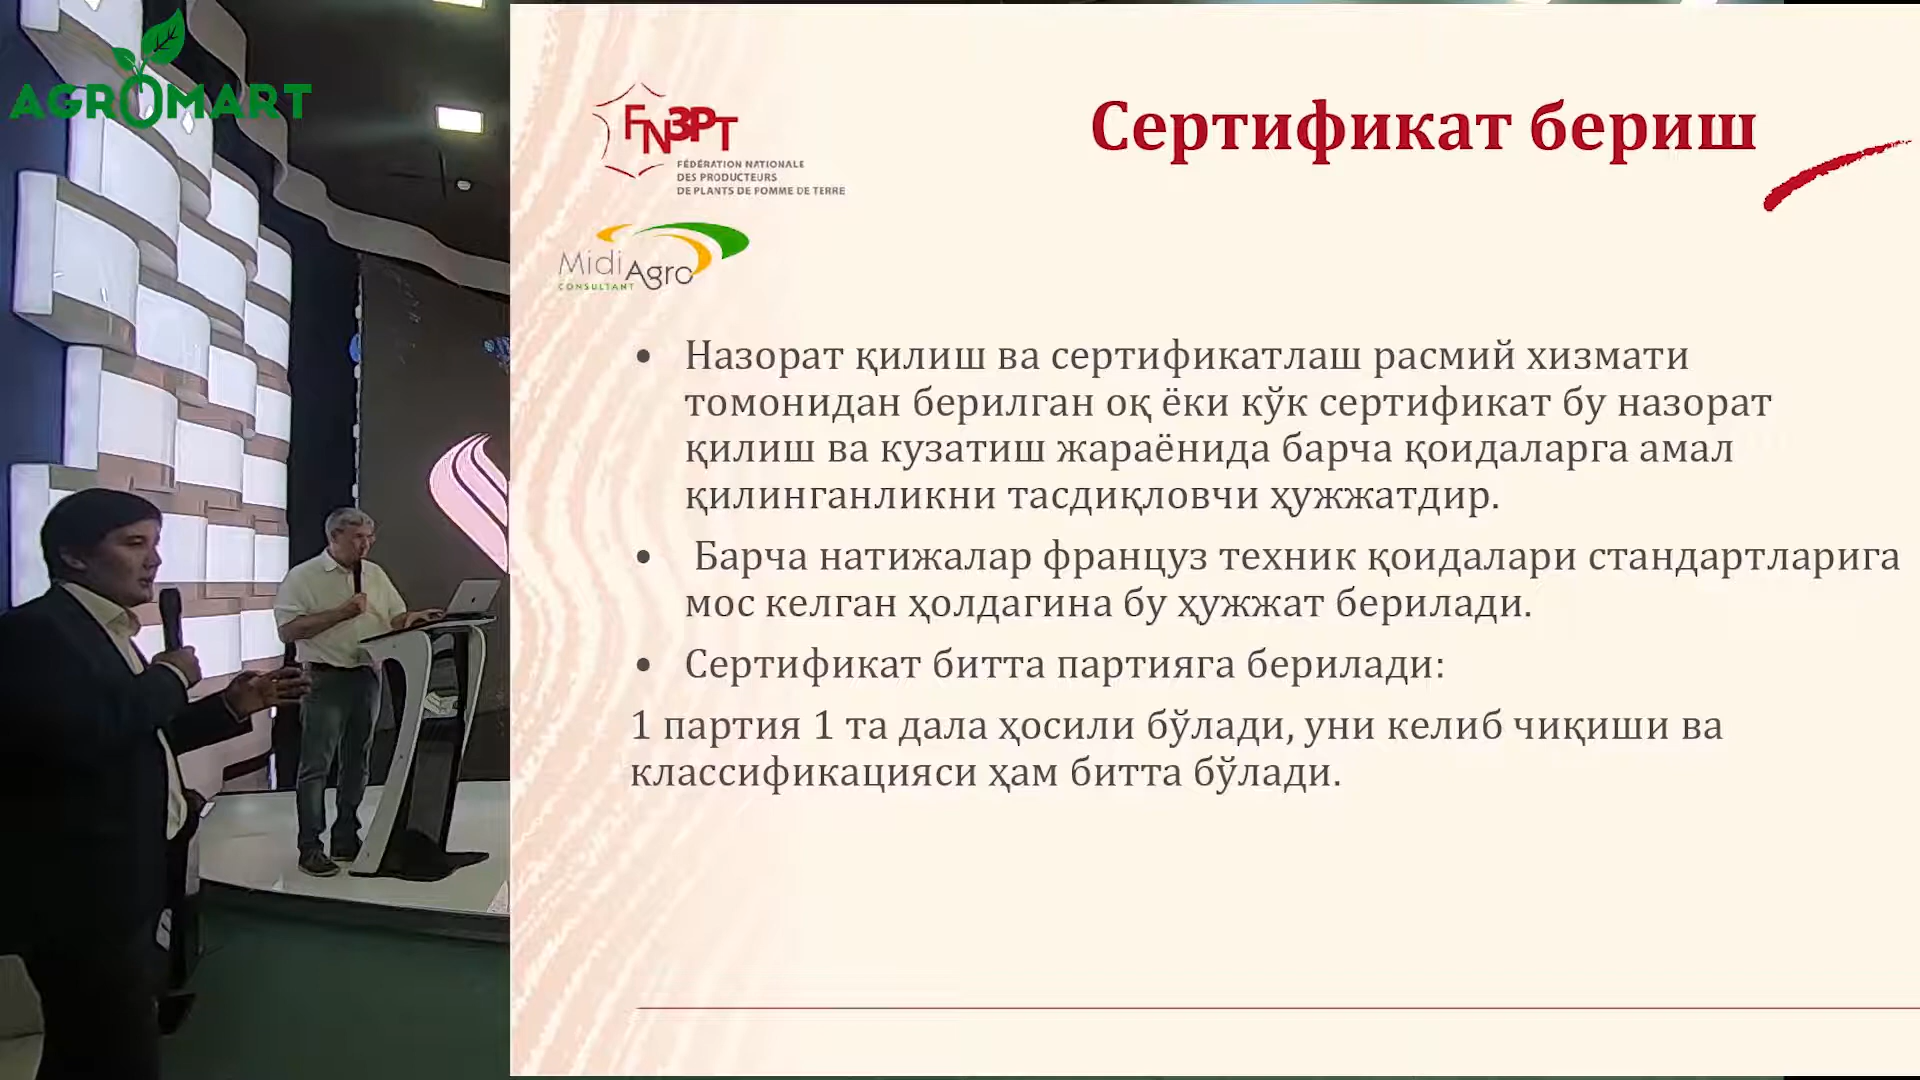 AGROMART
FN3PT
FÉDÉRATION NATIONALE
DES PRODUCTEURS
DE PLANTS DE POMME DE TERRE
Midi Agro
CONSULTANT
Сертификат бериш
• Назорат қилиш ва сертификатлаш расмий хизмати
томонидан берилган оқ ёки кўк сертификат бу назорат
қилиш ва кузатиш жараёнида барча қоидаларга амал
қилинганликни тасдиқловчи ҳужжатдир.
• Барча натижалар француз техник қоидалари стандартларига
мос келган ҳолдагина бу ҳужжат берилади.
• Сертификат битта партияга берилади:
1 партия 1 та дала ҳосили бўлади, уни келиб чиқиши ва
классификацияси ҳам битта бўлади.